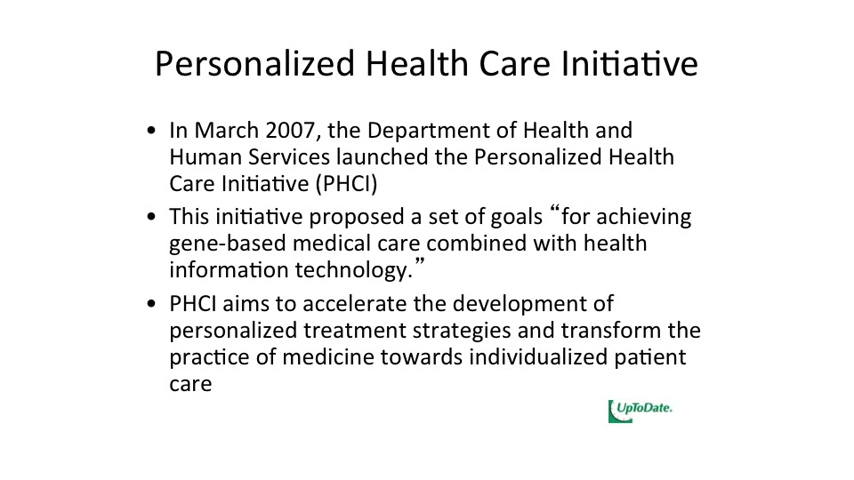 Personalized Health Care Initiative
• In March 2007, the Department of Health and
Human Services launched the Personalized Health
Care Initiative (PHCI)
• This initiative proposed a set of goals “for achieving
gene-based medical care combined with health
information technology.”
• PHCI aims to accelerate the development of
personalized treatment strategies and transform the
practice of medicine towards individualized patient
care
UpToDate.